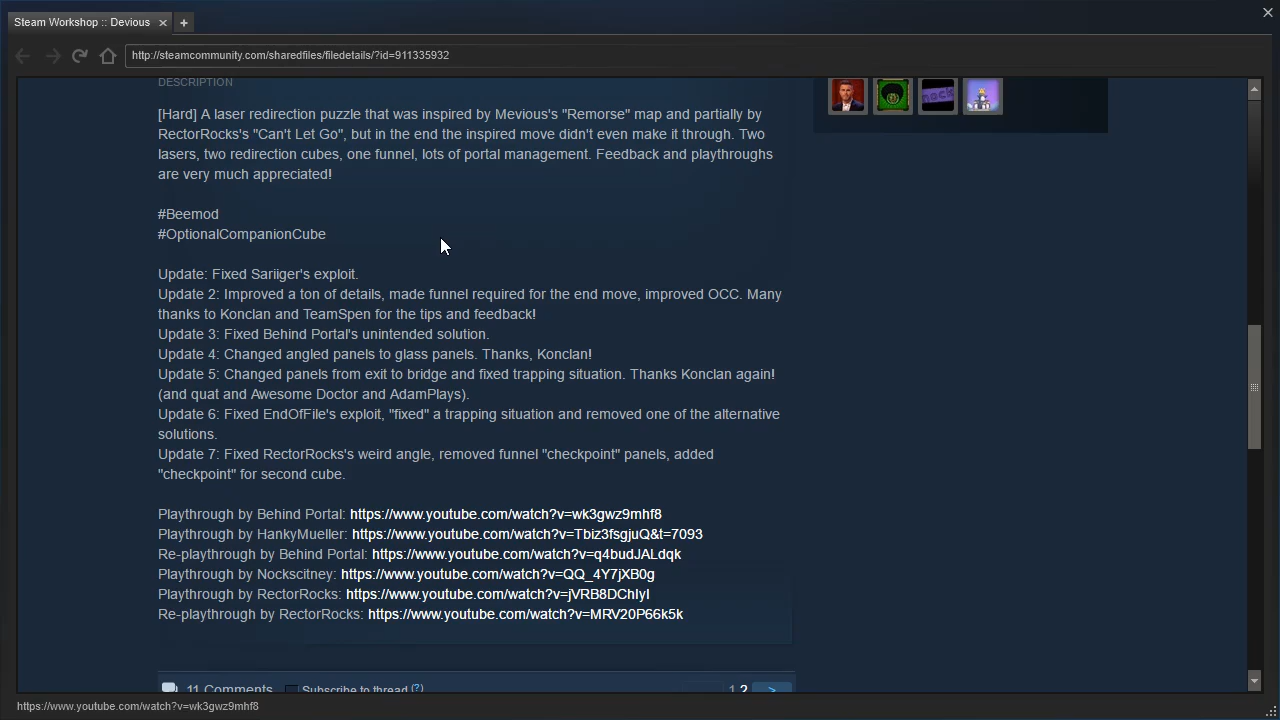 Steam Workshop :: Devious
http://steamcommunity.com/sharedfiles/filedetails/?id=911335932
DESCRIPTION
[Hard] A laser redirection puzzle that was inspired by Mevious's "Remorse" map and partially by
RectorRocks's "Can't Let Go", but in the end the inspired move didn't even make it through. Two
lasers, two redirection cubes, one funnel, lots of portal management. Feedback and playthroughs
are very much appreciated!
nock
#Beemod
#OptionalCompanionCube
Update: Fixed Sariiger's exploit.
Update 2: Improved a ton of details, made funnel required for the end move, improved OCC. Many
thanks to Konclan and TeamSpen for the tips and feedback!
Update 3: Fixed Behind Portal's unintended solution.
Update 4: Changed angled panels to glass panels. Thanks, Konclan!
Update 5: Changed panels from exit to bridge and fixed trapping situation. Thanks Konclan again!
(and quat and Awesome Doctor and AdamPlays).
Update 6: Fixed EndOfFile's exploit, "fixed" a trapping situation and removed one of the alternative
solutions.
Update 7: Fixed RectorRocks's weird angle, removed funnel "checkpoint" panels, added
"checkpoint" for second cube.
Playthrough by Behind Portal: https://www.youtube.com/watch?v=wk3gwz9mhf8
Playthrough by HankyMueller: https://www.youtube.com/watch?v=Tbiz3fsgjuQ&t=7093
Re-playthrough by Behind Portal: https://www.youtube.com/watch?v=q4budJALdqk
Playthrough by Nockscitney: https://www.youtube.com/watch?v=QQ_4Y7jXB0g
Playthrough by RectorRocks: https://www.youtube.com/watch?v=jVRB8DChIyI
Re-playthrough by RectorRocks: https://www.youtube.com/watch?v=MRV20P66k5k
11 Comments Subscribe to thread (?) 1 2 >
https://www.youtube.com/watch?v=wk3gwz9mhf8